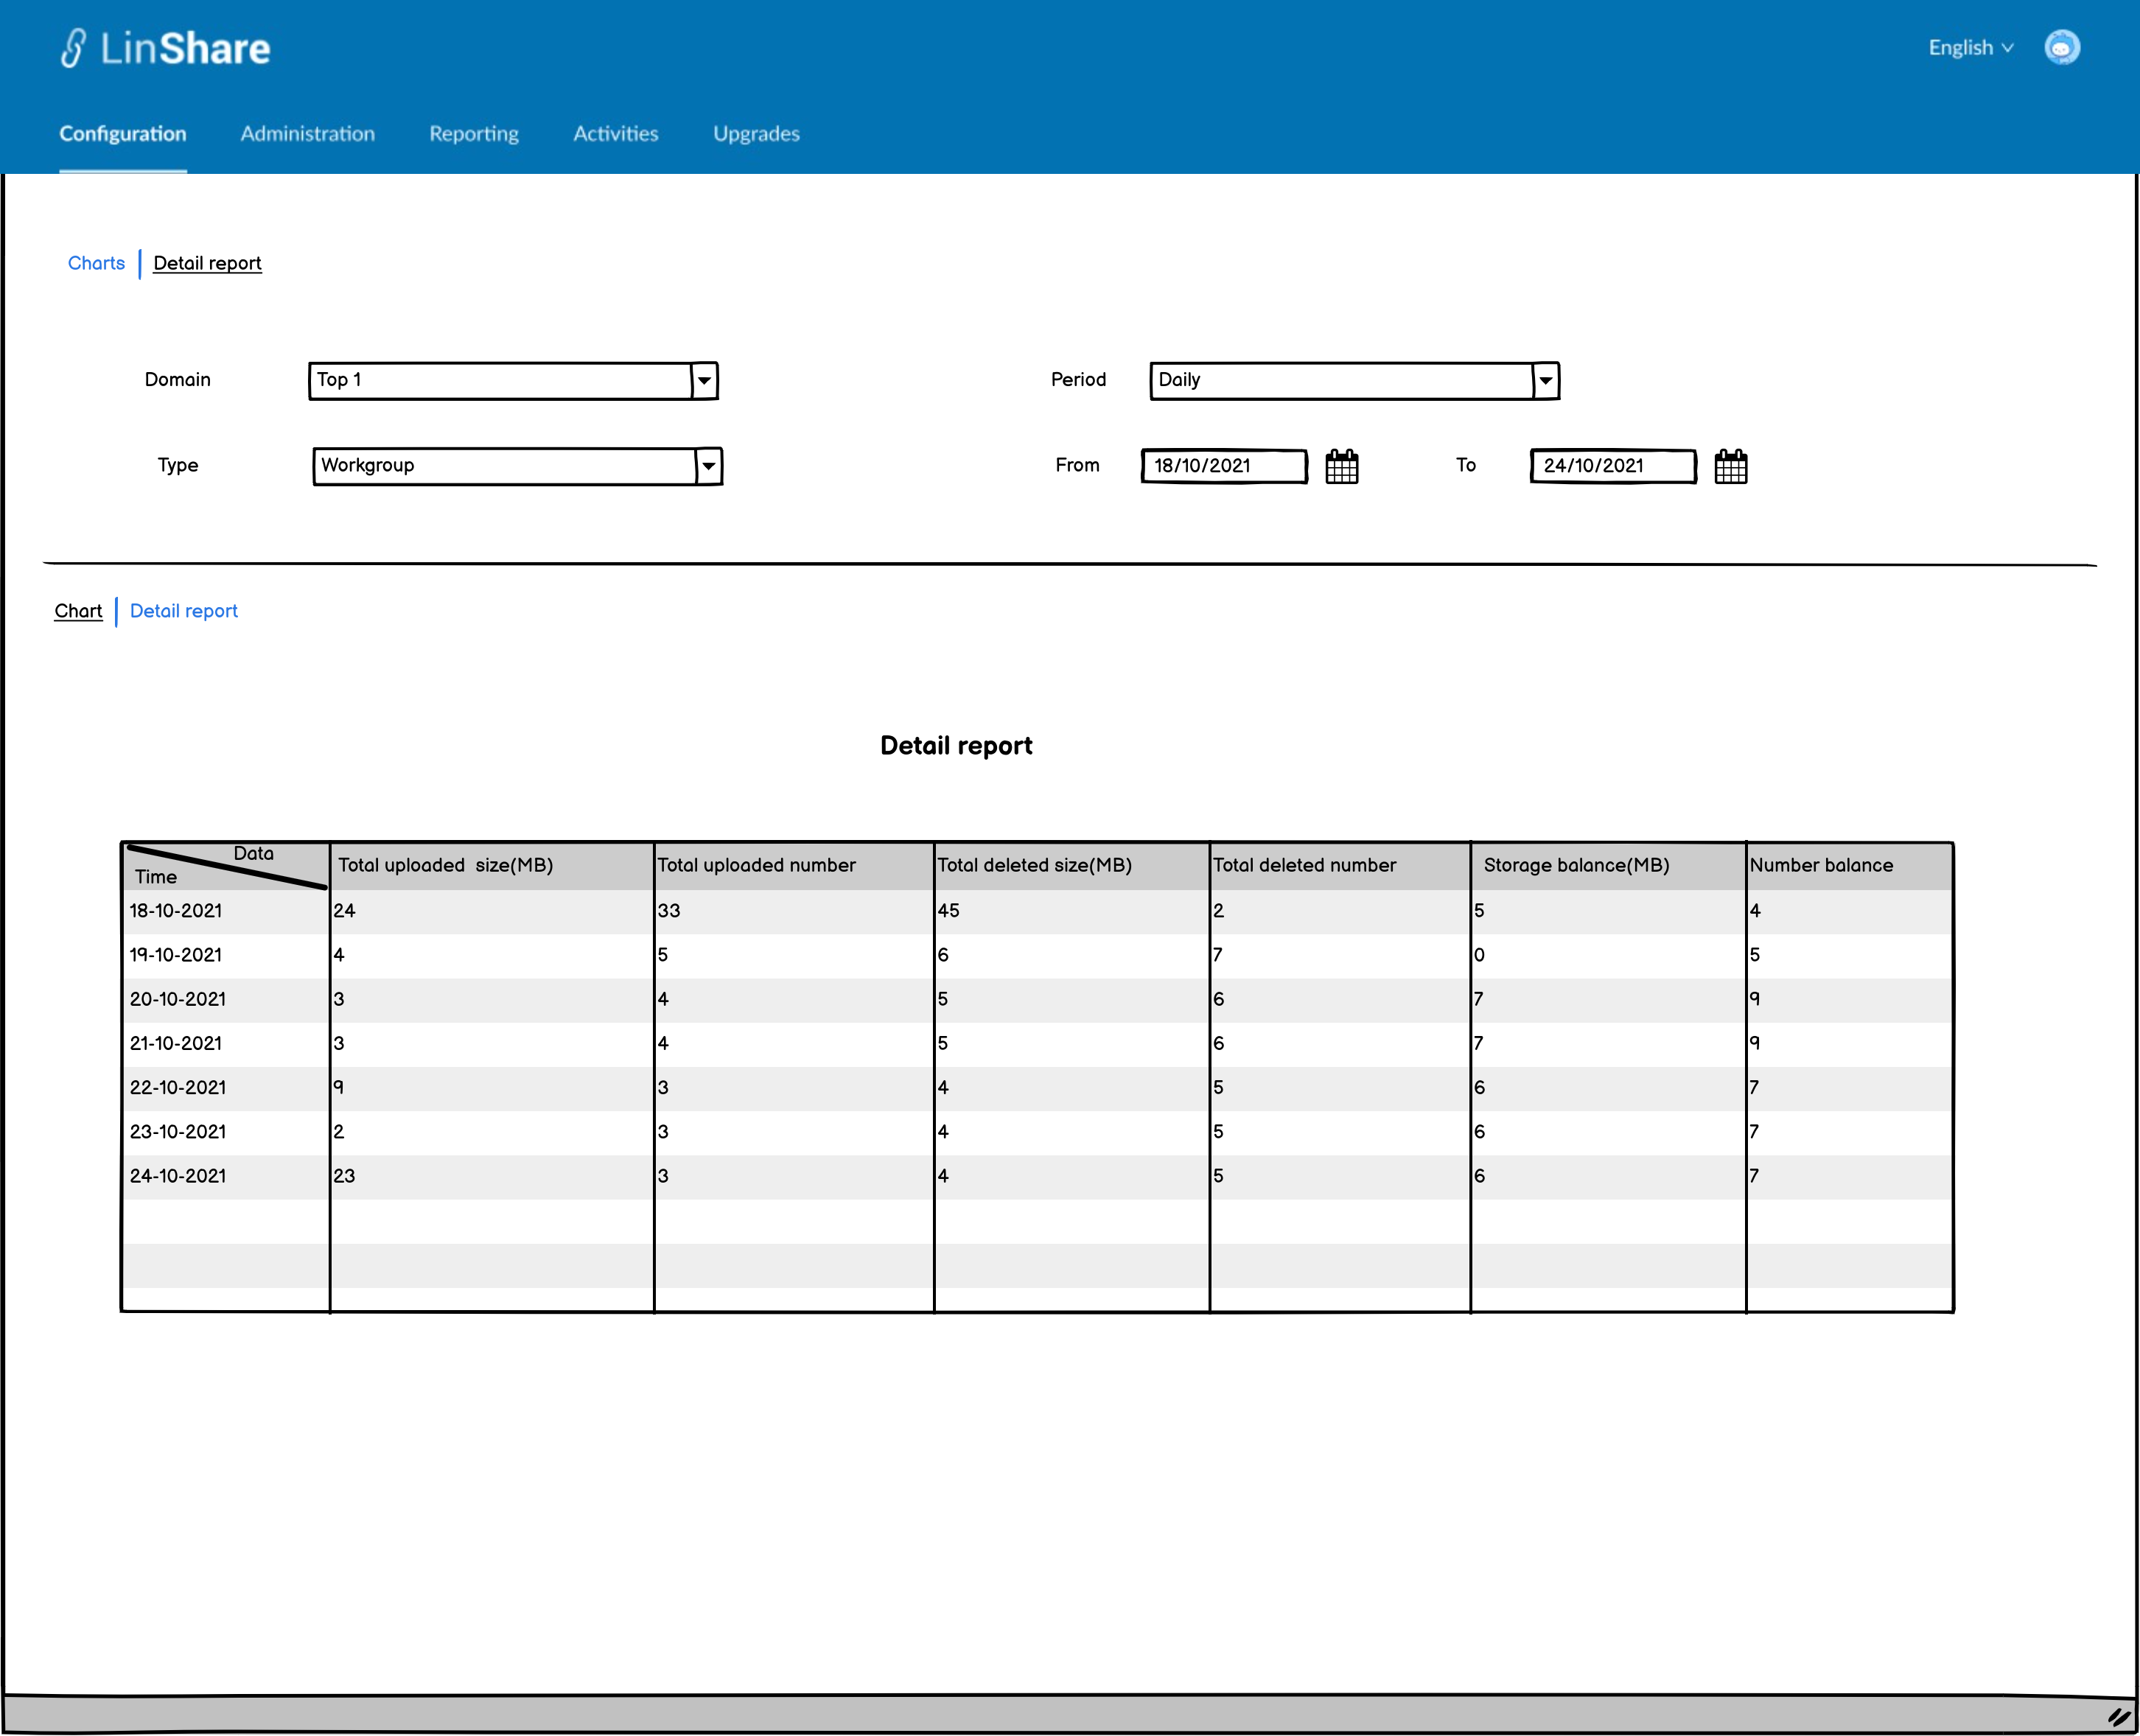 LinShare
English
Configuration Administration Reporting Activities Upgrades
Charts Detail report
Domain Top 1 Period Daily
Type Workgroup From 18/10/2021 To 24/10/2021
Chart Detail report
Detail report
Data
Time Total uploaded size(MB) Total uploaded number Total deleted size(MB) Total deleted number Storage balance(MB) Number balance
18-10-2021 24 33 45 2 5 4
19-10-2021 4 5 6 7 0 5
20-10-2021 3 4 5 6 7 9
21-10-2021 3 4 5 6 7 9
22-10-2021 9 3 4 5 6 7
23-10-2021 2 3 4 5 6 7
24-10-2021 23 3 4 5 6 7